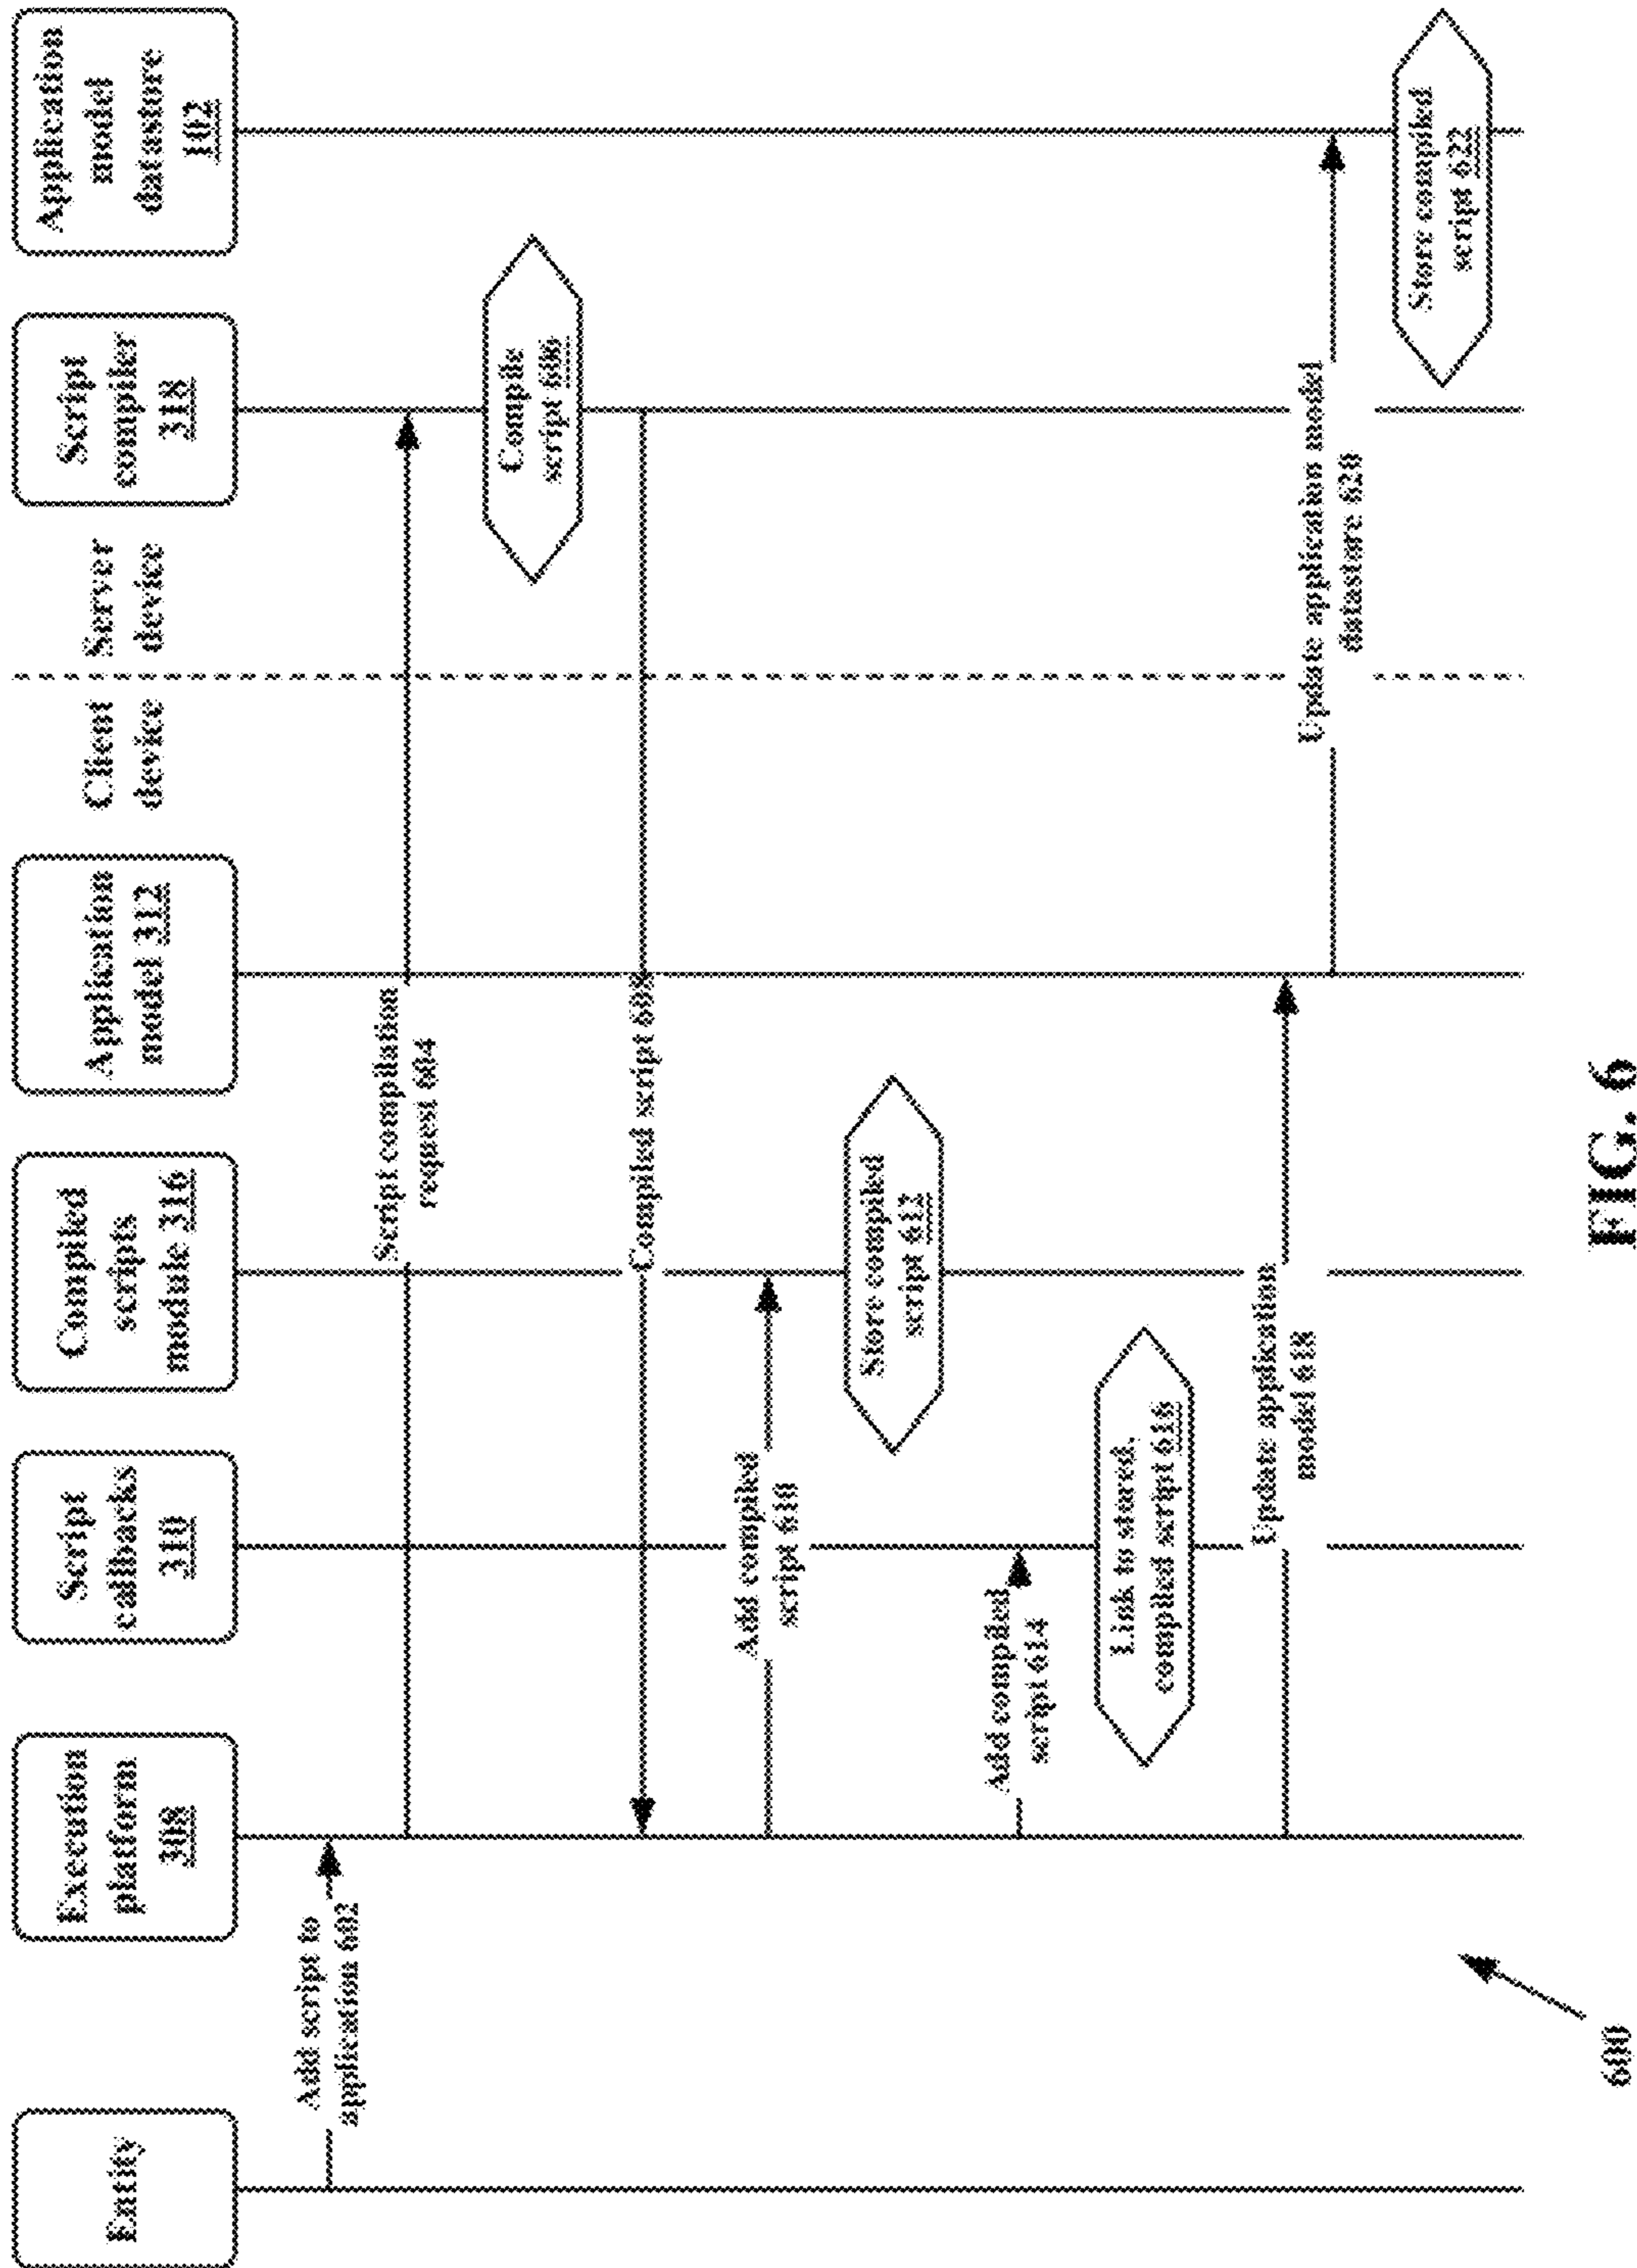 Entity
Execution
platform
308
Script
callbacks
310
Compiled
scripts
module 316
Application
model 312
Client
device
Server
device
Script
compiler
318
Application
model
datastore
102
Add script to
application 602
Script compilation
request 604
Compile
script 606
Compiled script 608
Add compiled
script 610
Store compiled
script 612
Add compiled
script 614
Link to stored,
compiled script 616
Update application
model 618
Update application model
datastore 620
Store compiled
script 622
600
FIG. 6